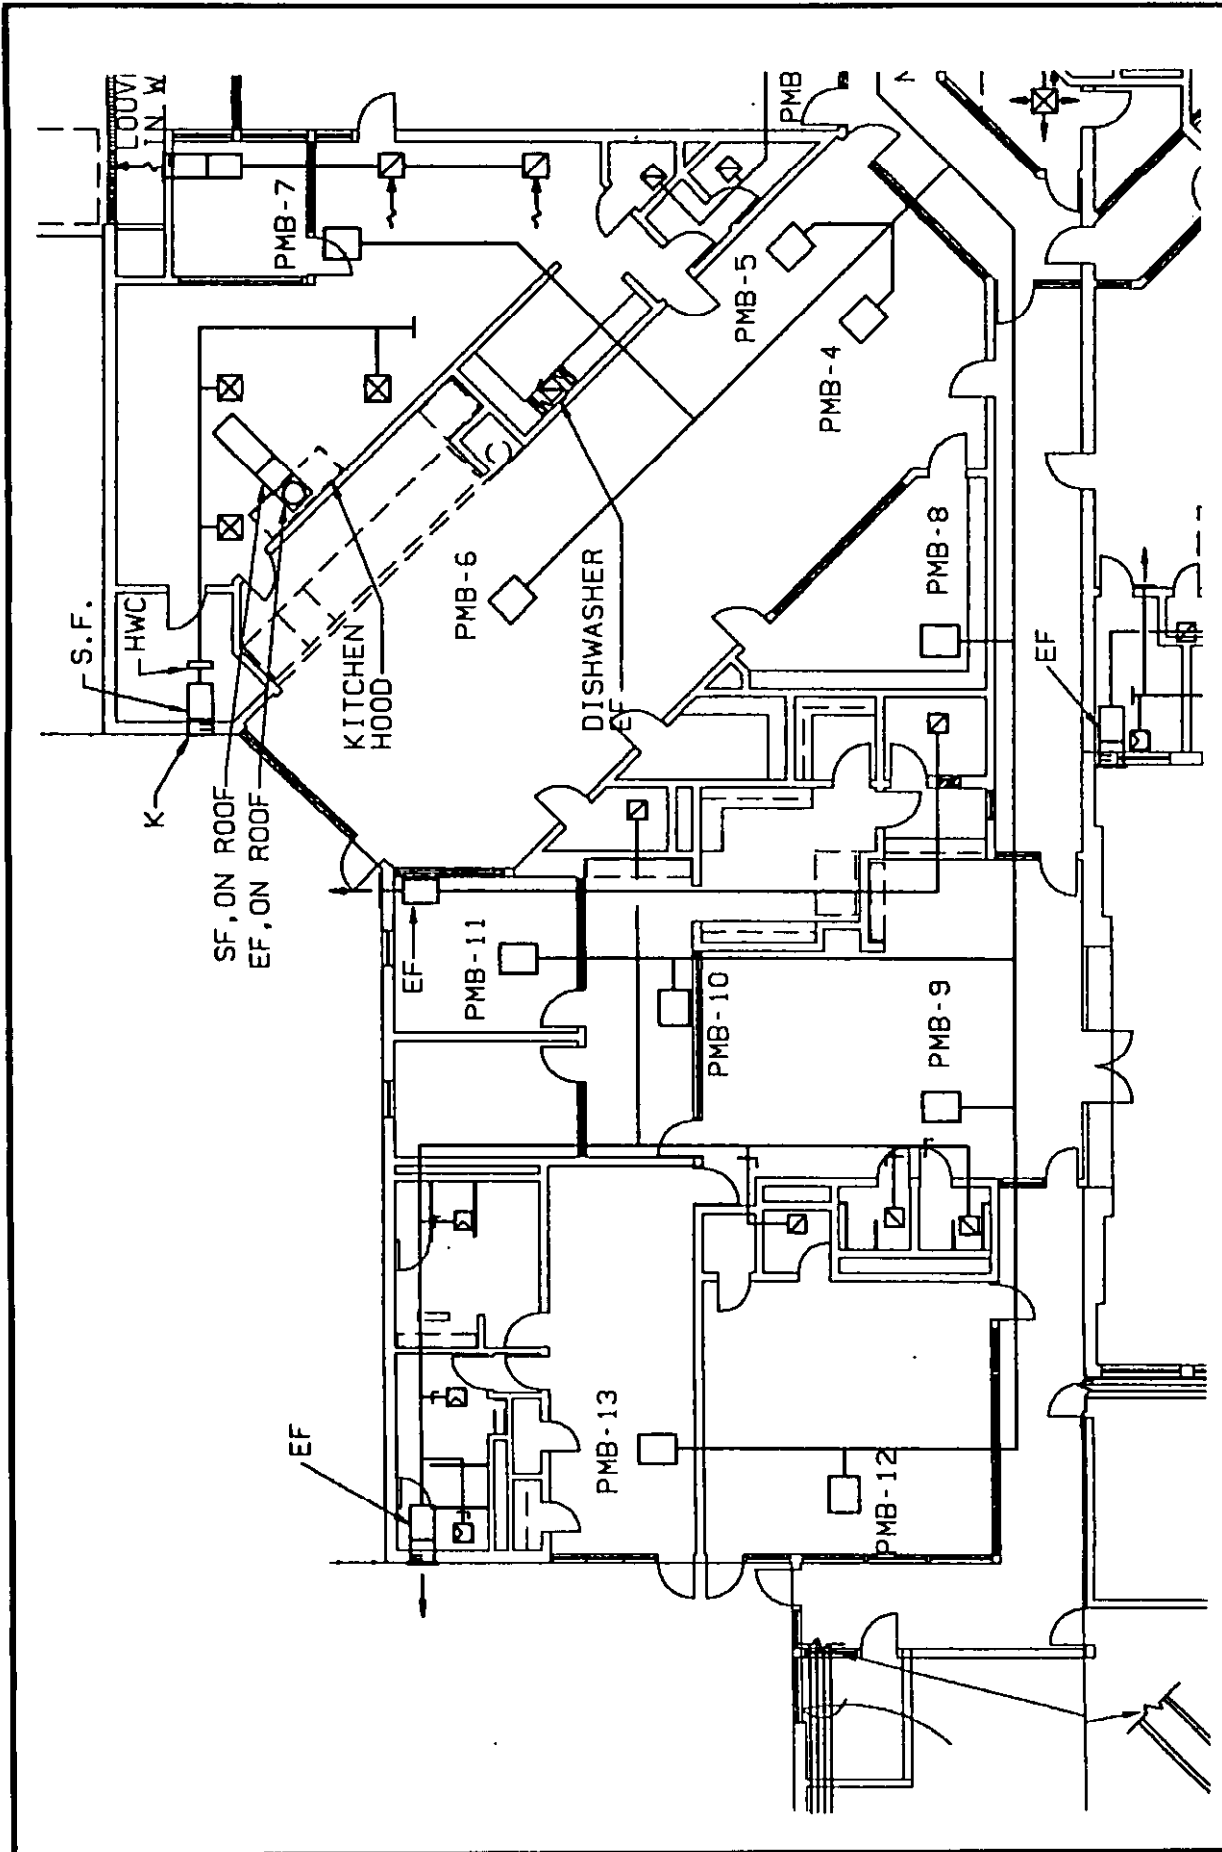 LOUV
IN W
PMB-7
PMB
S.F.
HWC
K
SF, ON ROOF
EF, ON ROOF
KITCHEN
HOOD
DISHWASHER
EF
PMB-5
PMB-4
PMB-6
PMB-8
EF
EF
PMB-11
PMB-10
PMB-9
EF
PMB-13
PMB-12